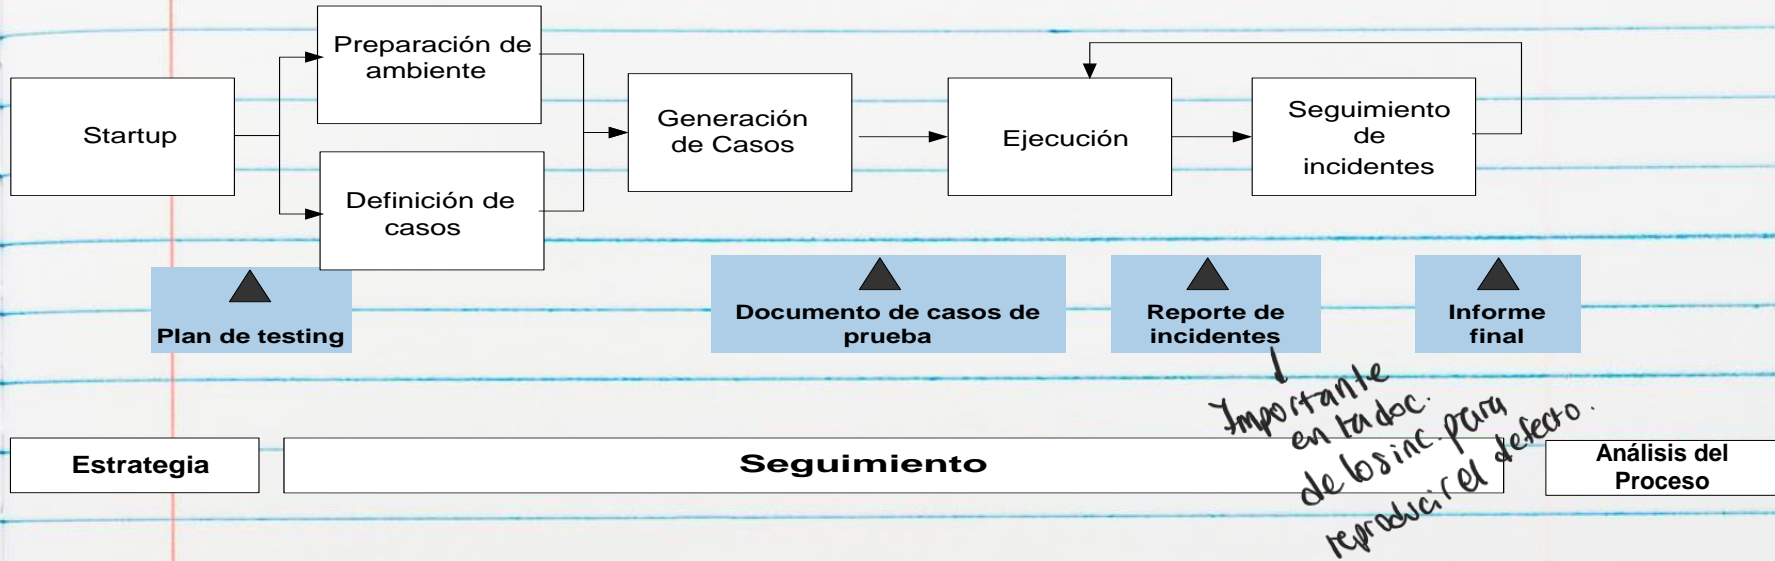 Preparación de
ambiente
Startup
Definición de
casos
Generación
de Casos
Ejecución
Seguimiento
de
incidentes
Plan de testing
Documento de casos de
prueba
Reporte de
incidentes
Informe
final
Importante
en la doc.
de los inc. para
reproducir el defecto.
Estrategia
Seguimiento
Análisis del
Proceso